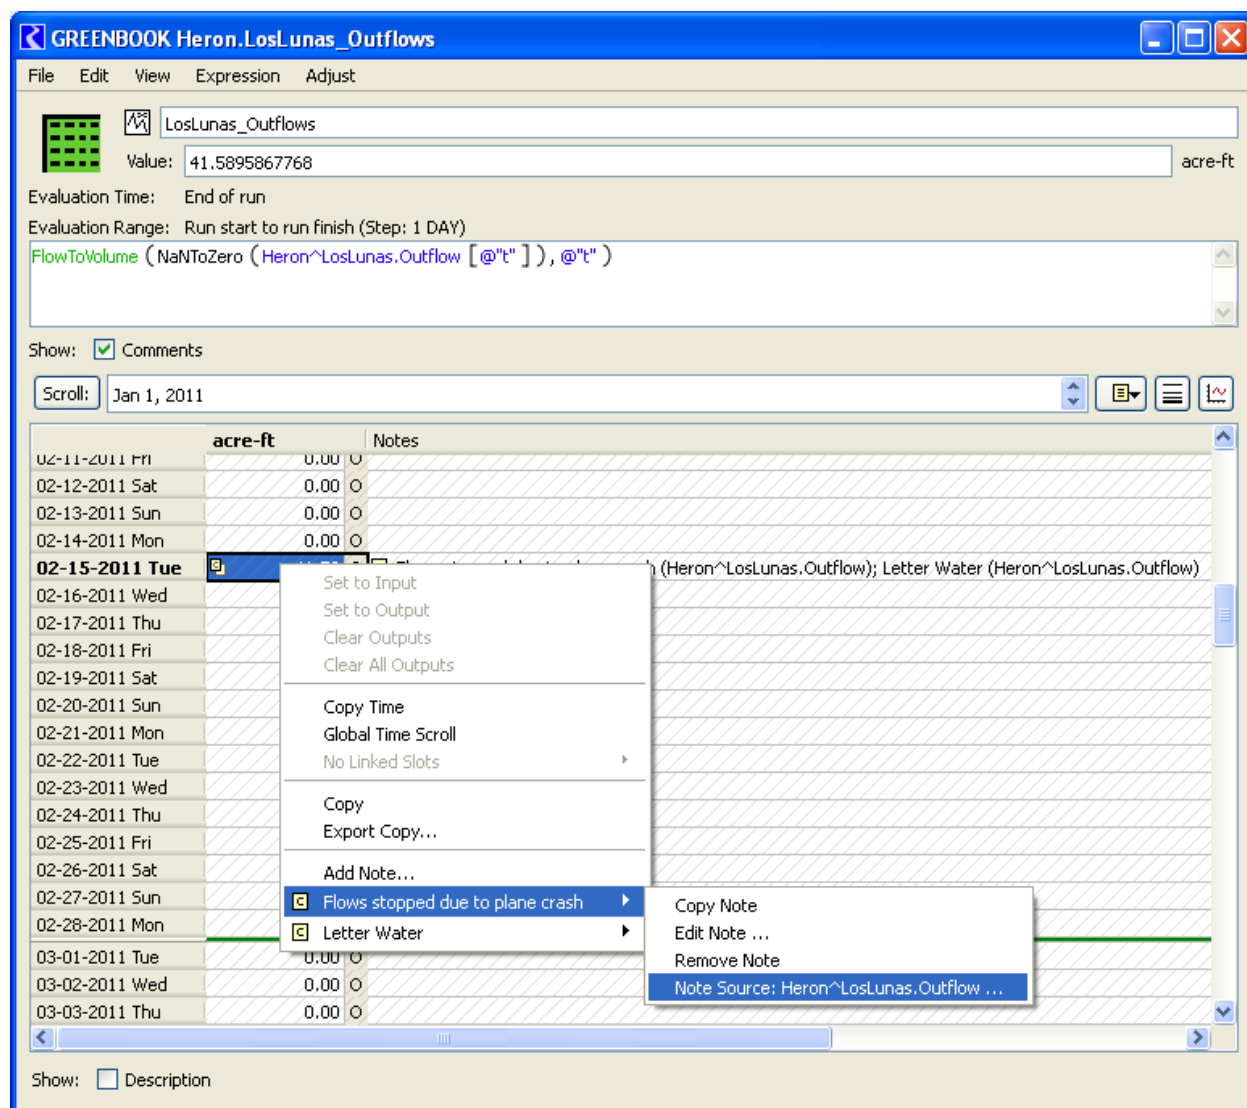 GREENBOOK Heron.LosLunas_Outflows
File Edit View Expression Adjust
LosLunas_Outflows
Value: 41.5895867768 acre-ft
Evaluation Time: End of run
Evaluation Range: Run start to run finish (Step: 1 DAY)
FlowToVolume ( NaNToZero ( Heron^LosLunas.Outflow [ @"t" ] ) , @"t" )
Show: Comments
Scroll: Jan 1, 2011
acre-ft Notes
02-11-2011 Fri 0.00 O
02-12-2011 Sat 0.00 O
02-13-2011 Sun 0.00 O
02-14-2011 Mon 0.00 O
02-15-2011 Tue (Heron^LosLunas.Outflow); Letter Water (Heron^LosLunas.Outflow)
02-16-2011 Wed
02-17-2011 Thu
02-18-2011 Fri
02-19-2011 Sat
02-20-2011 Sun
02-21-2011 Mon
02-22-2011 Tue
02-23-2011 Wed
02-24-2011 Thu
02-25-2011 Fri
02-26-2011 Sat
02-27-2011 Sun
02-28-2011 Mon
03-01-2011 Tue 0.00 O
03-02-2011 Wed 0.00 O
03-03-2011 Thu 0.00 O
Set to Input
Set to Output
Clear Outputs
Clear All Outputs
Copy Time
Global Time Scroll
No Linked Slots
Copy
Export Copy...
Add Note...
C Flows stopped due to plane crash
C Letter Water
Copy Note
Edit Note ...
Remove Note
Note Source: Heron^LosLunas.Outflow ...
Show: Description